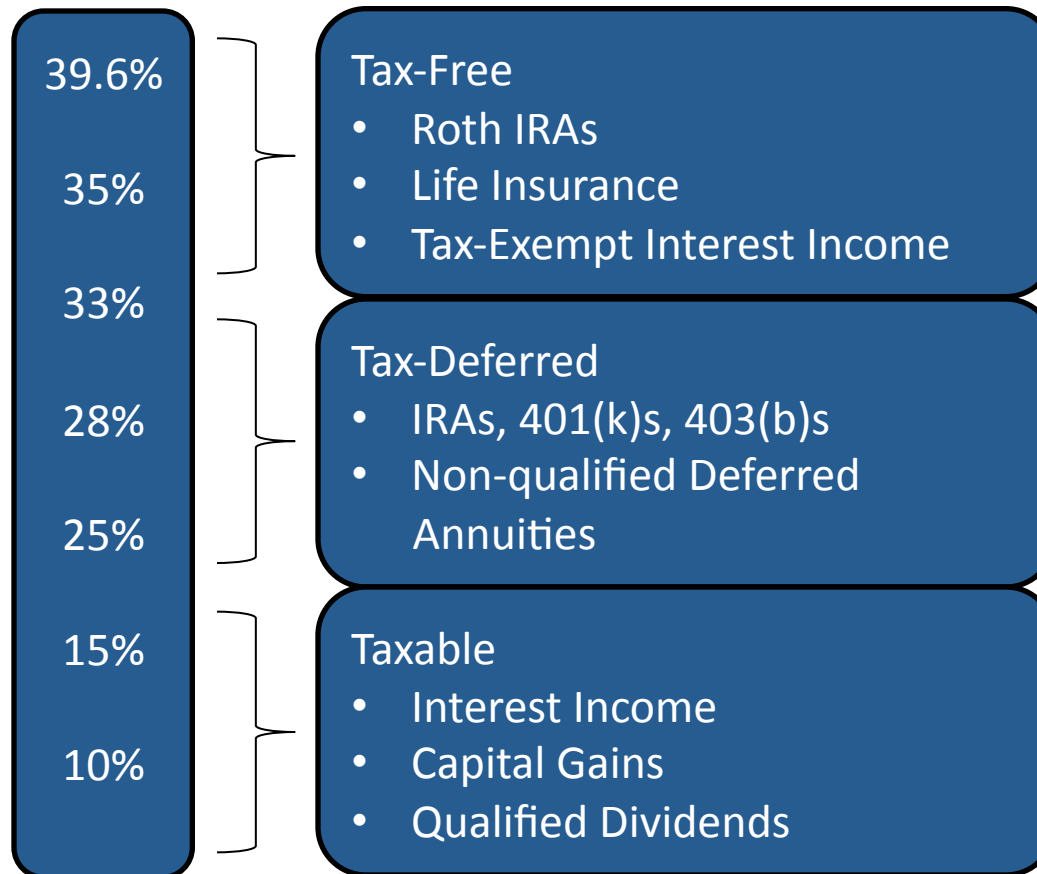 39.6%
35%
33%
28%
25%
15%
10%
Tax-Free
• Roth IRAs
• Life Insurance
• Tax-Exempt Interest Income
Tax-Deferred
• IRAs, 401(k)s, 403(b)s
• Non-qualified Deferred
Annuities
Taxable
• Interest Income
• Capital Gains
• Qualified Dividends